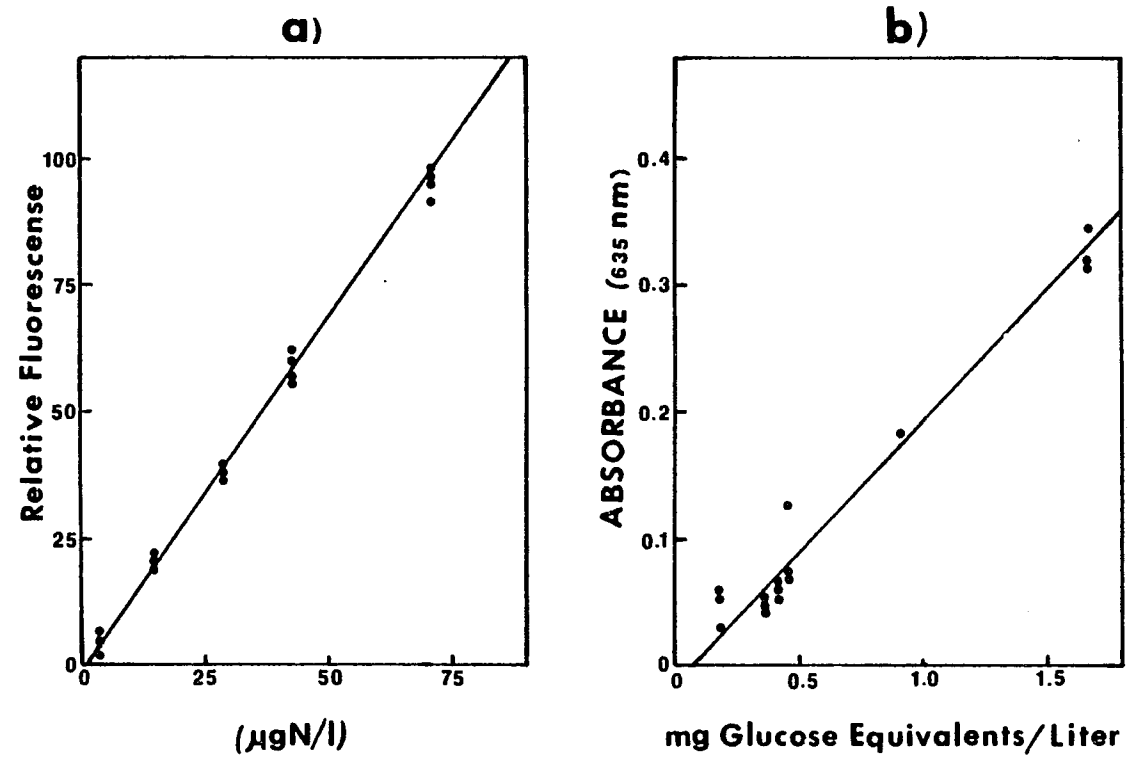 a)
Relative Fluorescense
100
75
50
25
0
0 25 50 75
(μgN/l)
b)
ABSORBANCE (635 nm)
0.4
0.3
0.2
0.1
0
0 0.5 1.0 1.5
mg Glucose Equivalents/Liter